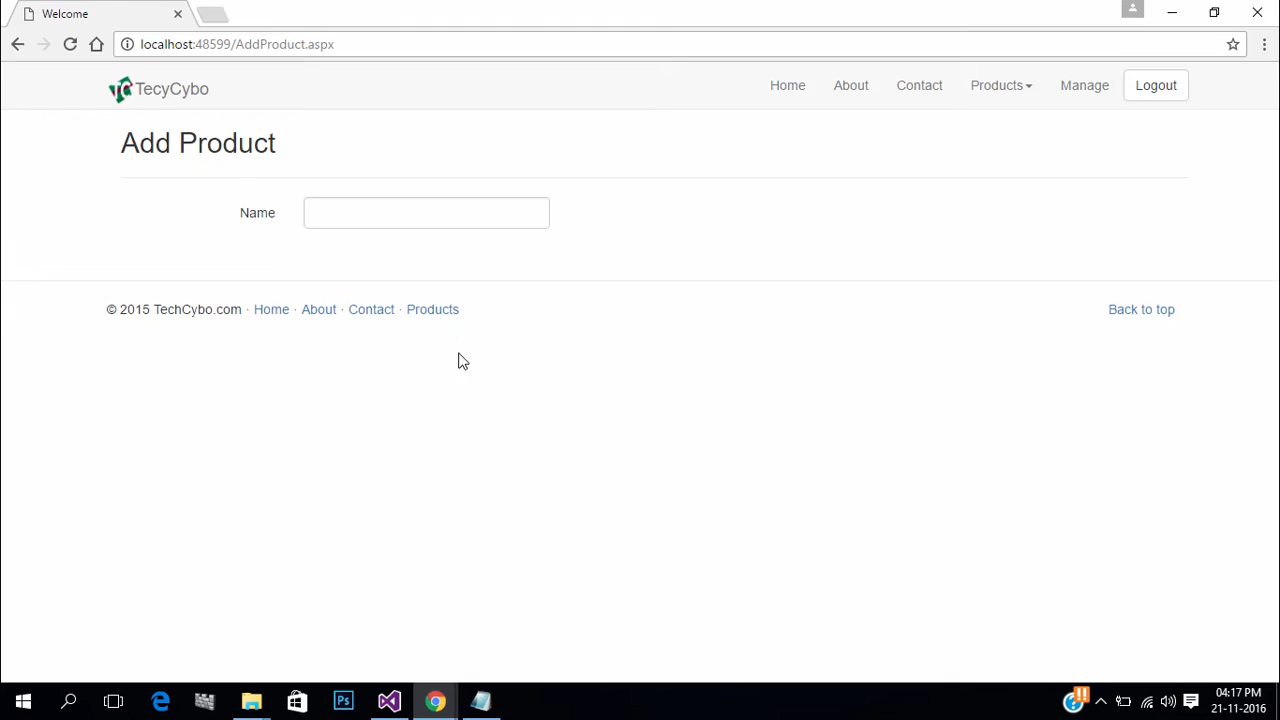 Welcome
localhost:48599/AddProduct.aspx
TecyCybo
Home About Contact Products Manage Logout
Add Product
Name
© 2015 TechCybo.com · Home · About · Contact · Products
Back to top
Ps
04:17 PM
21-11-2016